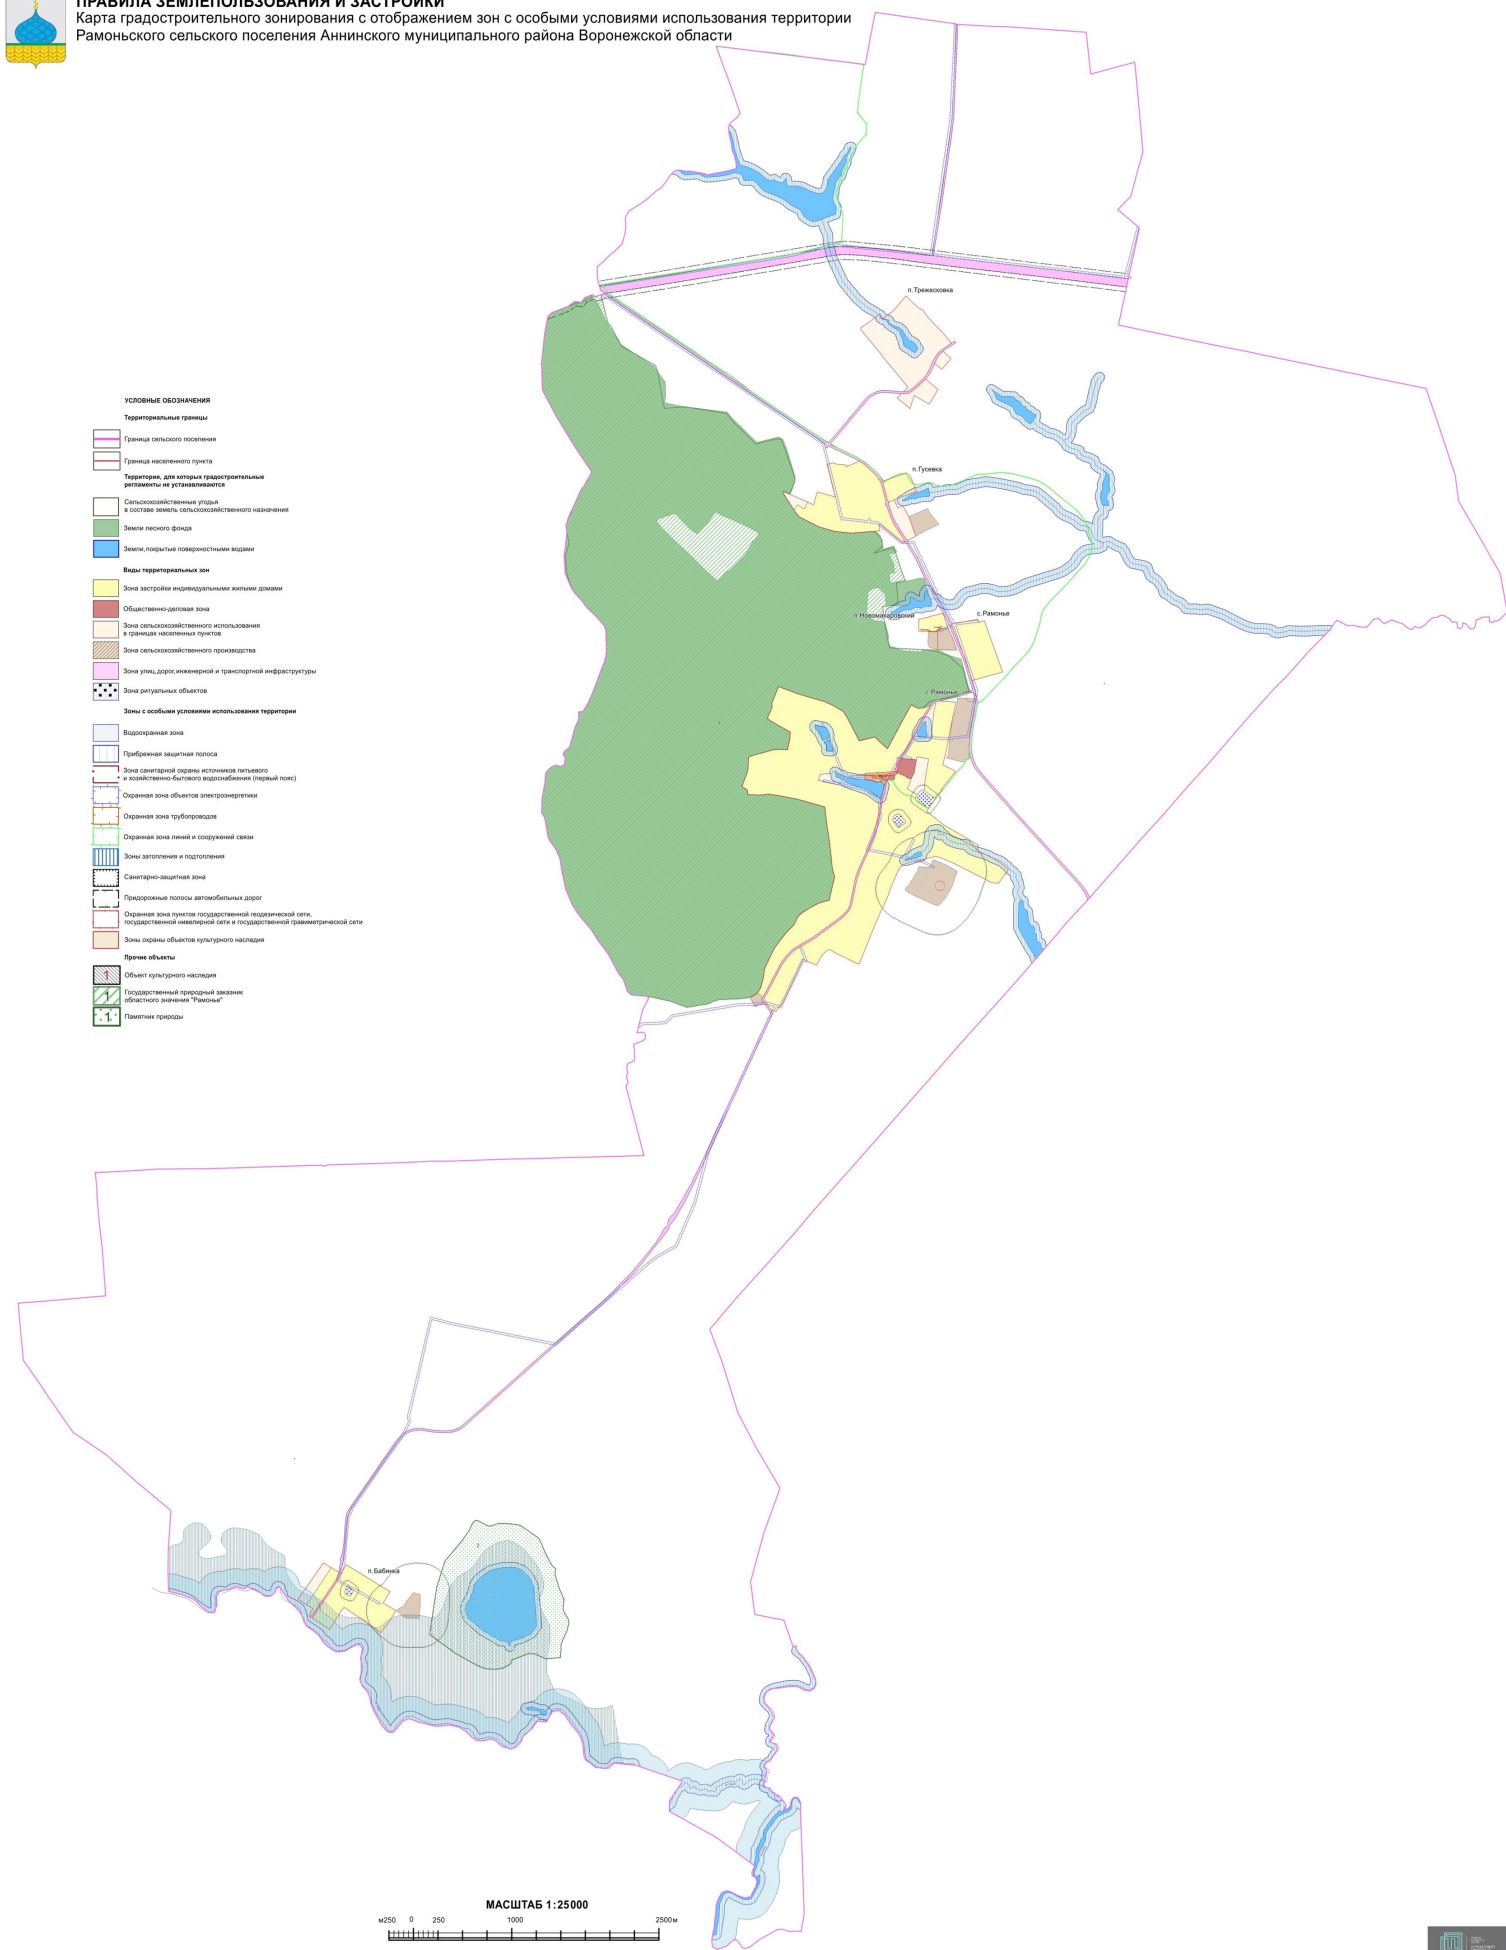 ПРАВИЛА ЗЕМЛЕПОЛЬЗОВАНИЯ И ЗАСТРОЙКИ
Карта градостроительного зонирования с отображением зон с особыми условиями использования территории
Рамоньского сельского поселения Аннинского муниципального района Воронежской области
п.Трежесковка
УСЛОВНЫЕ ОБОЗНАЧЕНИЯ
Территориальные границы
Граница сельского поселения
Граница населенного пункта
Территории, для которых градостроительные
регламенты не устанавливаются
Сельскохозяйственные угодья
в составе земель сельскохозяйственного назначения
Земли лесного фонда
Земли,покрытые поверхностными водами
Виды территориальных зон
Зона застройки индивидуальными жилыми домами
Общественно-деловая зона
Зона сельскохозяйственного использования
в границах населенных пунктов
Зона сельскохозяйственного производства
Зона улиц,дорог,инженерной и транспортной инфраструктуры
Зона ритуальных объектов
Зоны с особыми условиями использования территории
Водоохранная зона
Прибрежная защитная полоса
Зона санитарной охраны источников питьевого
и хозяйственно-бытового водоснабжения (первый пояс)
Охранная зона объектов электроэнергетики
Охранная зона трубопроводов
Охранная зона линий и сооружений связи
Зоны затопления и подтопления
Санитарно-защитная зона
Придорожные полосы автомобильных дорог
Охранная зона пунктов государственной геодезической сети,
государственной нивелирной сети и государственной гравиметрической сети
Зоны охраны объектов культурного наследия
Прочие объекты
1 Объект культурного наследия
1 Государственный природный заказник
областного значения "Рамонье"
1 Памятник природы
п.Гусевка
п.Новомакаровский
с.Рамонье
с.Рамонье
1
2
п.Бабинка
МАСШТАБ 1:25000
м250 0 250 1000 2500м